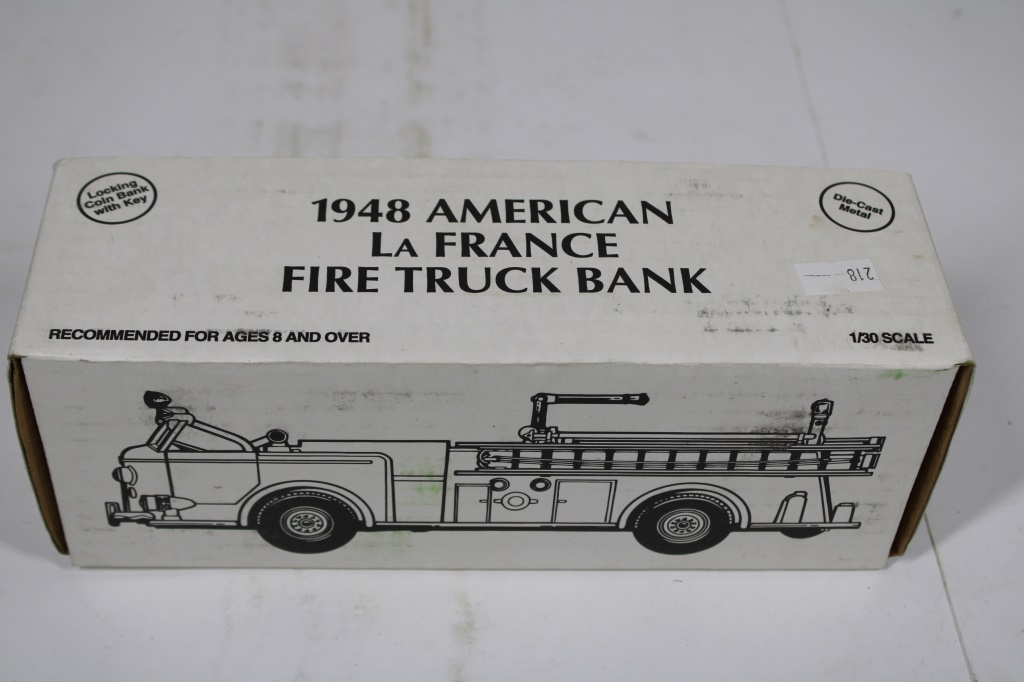 Locking
Coin Bank
with Key
1948 AMERICAN
LA FRANCE
FIRE TRUCK BANK
Die-Cast
Metal
218
RECOMMENDED FOR AGES 8 AND OVER
1/30 SCALE